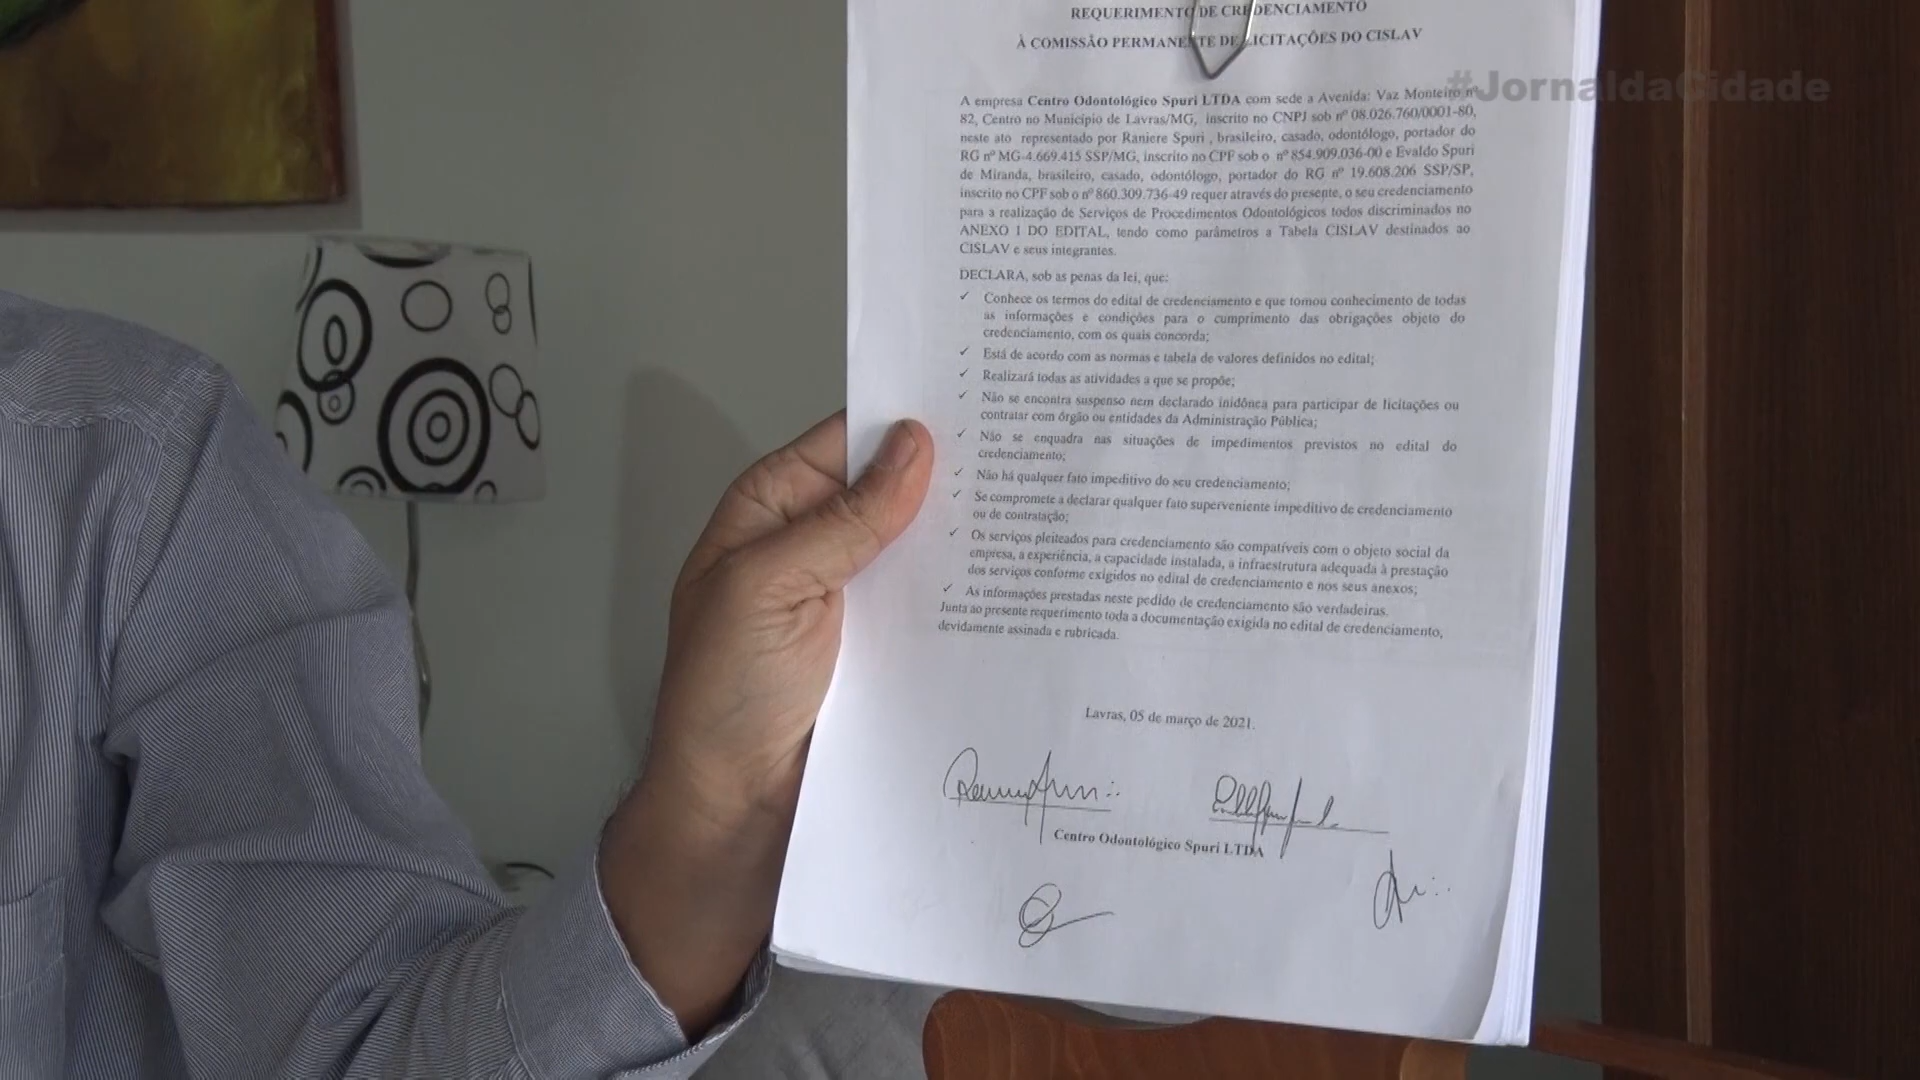 REQUERIMENTO DE CREDENCIAMENTO
À COMISSÃO PERMANENTE DE LICITAÇÕES DO CISLAV
#JornaldaCidade
A empresa Centro Odontológico Spuri LTDA com sede a Avenida: Vaz Monteiro nº
82, Centro no Município de Lavras/MG, inscrito no CNPJ sob nº 08.026.760/0001-80,
neste ato representado por Raniere Spuri , brasileiro, casado, odontólogo, portador do
RG nº MG-4.669.415 SSP/MG, inscrito no CPF sob o nº 854.909.036-00 e Evaldo Spuri
de Miranda, brasileiro, casado, odontólogo, portador do RG nº 19.608.206 SSP/SP,
inscrito no CPF sob o nº 860.309.736-49 requer através do presente, o seu credenciamento
para a realização de Serviços de Procedimentos Odontológicos todos discriminados no
ANEXO I DO EDITAL, tendo como parâmetros a Tabela CISLAV destinados ao
CISLAV e seus integrantes.
DECLARA, sob as penas da lei, que:
✓ Conhece os termos do edital de credenciamento e que tomou conhecimento de todas
as informações e condições para o cumprimento das obrigações objeto do
credenciamento, com os quais concorda;
✓ Está de acordo com as normas e tabela de valores definidos no edital;
✓ Realizará todas as atividades a que se propõe;
✓ Não se encontra suspenso nem declarado inidônea para participar de licitações ou
contratar com órgão ou entidades da Administração Pública;
✓ Não se enquadra nas situações de impedimentos previstos no edital do
credenciamento;
✓ Não há qualquer fato impeditivo do seu credenciamento;
✓ Se compromete a declarar qualquer fato superveniente impeditivo de credenciamento
ou de contratação;
✓ Os serviços pleiteados para credenciamento são compatíveis com o objeto social da
empresa, a experiência, a capacidade instalada, a infraestrutura adequada à prestação
dos serviços conforme exigidos no edital de credenciamento e nos seus anexos;
✓ As informações prestadas neste pedido de credenciamento são verdadeiras.
Junta ao presente requerimento toda a documentação exigida no edital de credenciamento,
devidamente assinada e rubricada.
Lavras, 05 de março de 2021.
Centro Odontológico Spuri LTDA